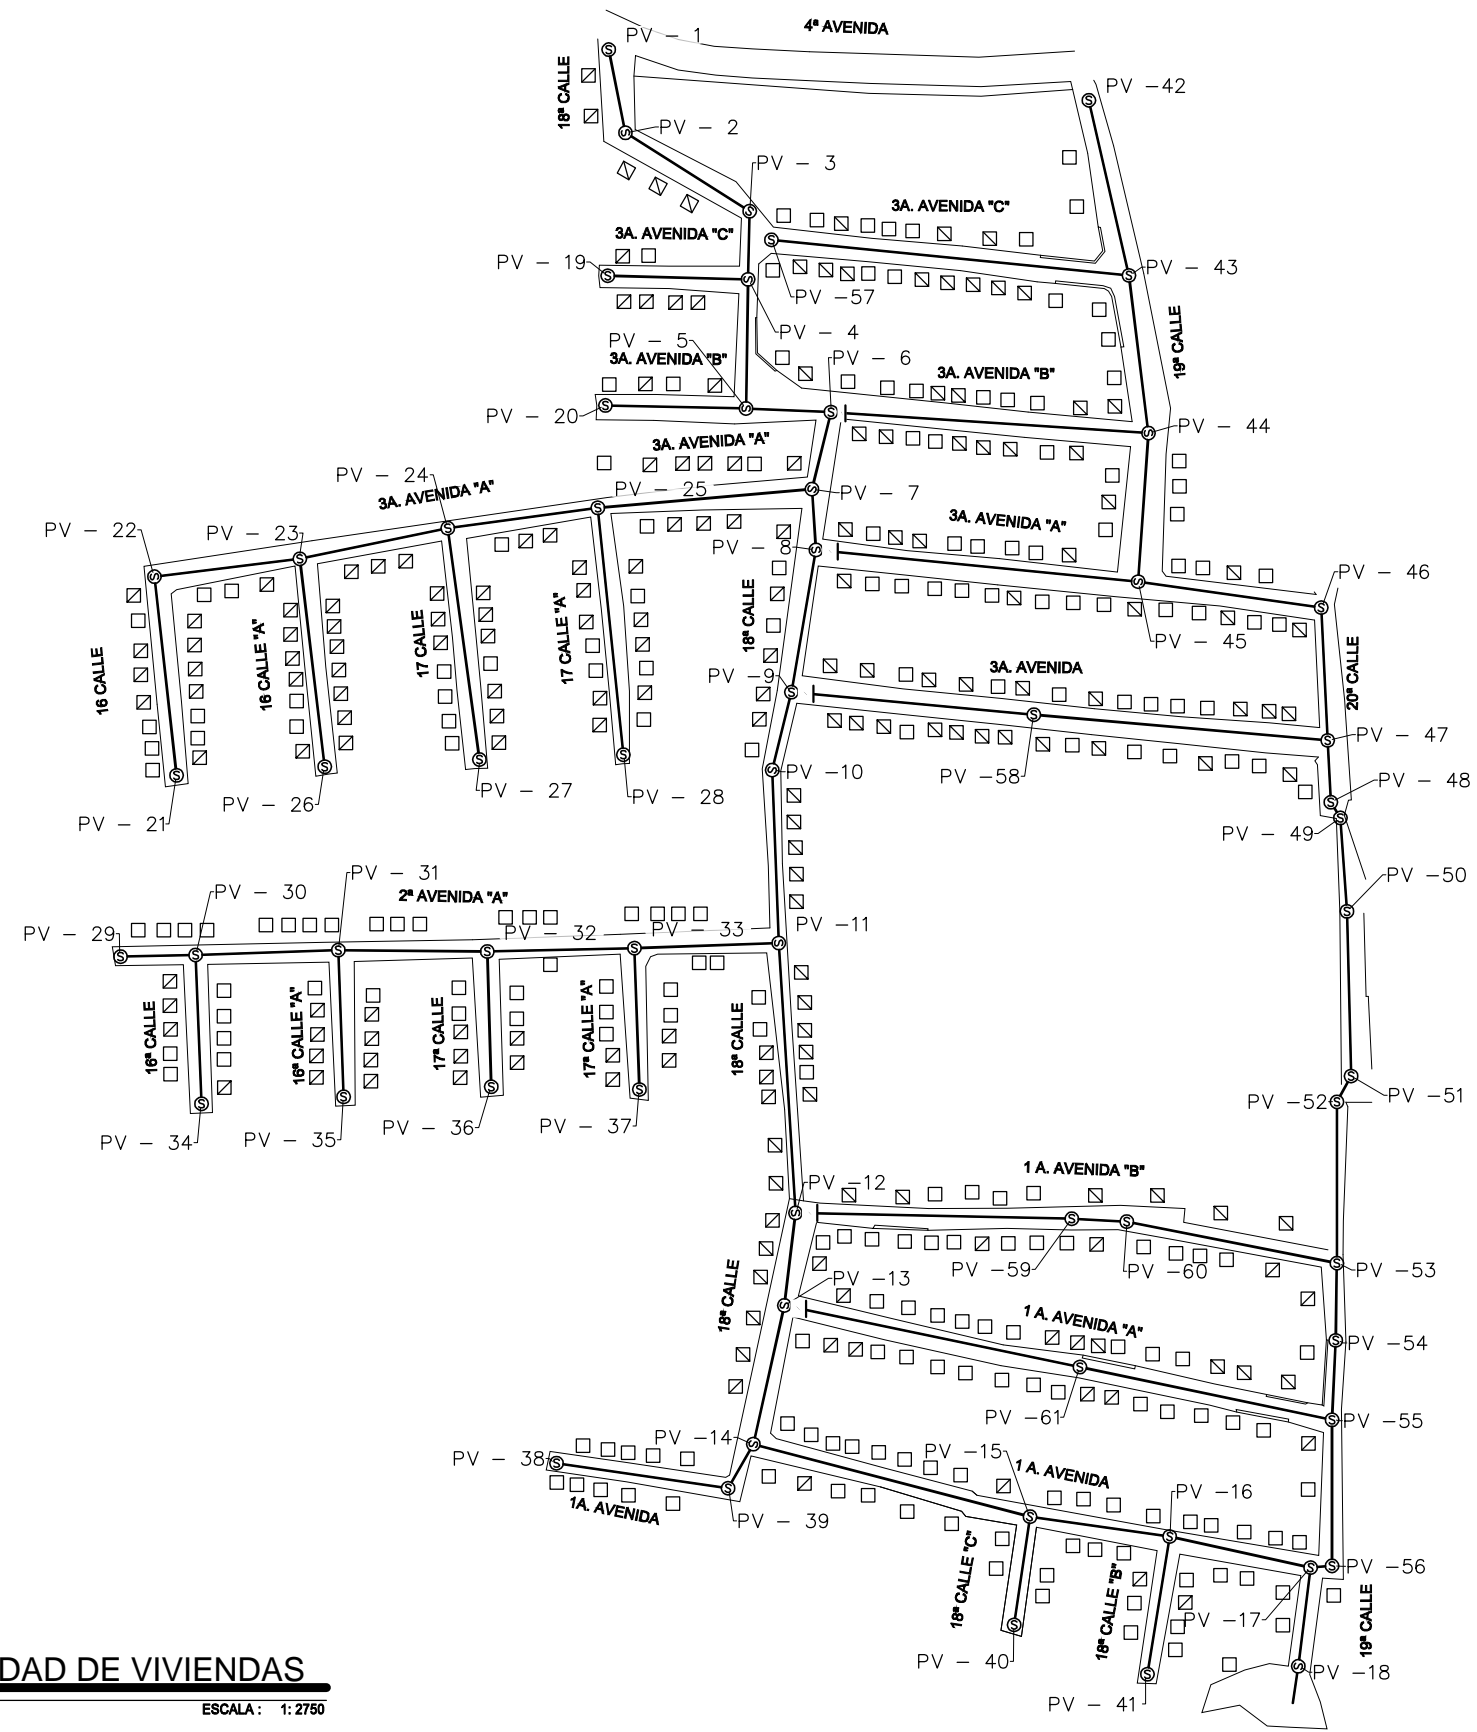 4ª AVENIDA
PV - 1
18ª CALLE
PV -42
PV - 2
PV - 3
3A. AVENIDA "C"
3A. AVENIDA "C"
PV - 19
PV -43
PV -57
PV - 4
PV - 5
PV - 6
19ª CALLE
3A. AVENIDA "B"
3A. AVENIDA "B"
PV - 20
PV - 44
3A. AVENIDA "A"
PV - 24
3A. AVENIDA "A"
PV - 25
PV - 7
3A. AVENIDA "A"
PV - 22
PV - 23
PV - 8
PV - 46
PV - 45
16 CALLE
16 CALLE "A"
17 CALLE
17 CALLE "A"
18ª CALLE
3A. AVENIDA
20ª CALLE
PV -9
PV - 47
PV -10
PV -58
PV - 48
PV - 27
PV - 28
PV - 26
PV - 21
PV - 49
PV -50
PV - 31
PV - 30
2ª AVENIDA "A"
PV - 29
PV - 32
PV - 33
PV -11
16ª CALLE
16ª CALLE "A"
17ª CALLE
17ª CALLE "A"
18ª CALLE
PV -51
PV -52
PV - 34
PV - 35
PV - 36
PV - 37
1 A. AVENIDA "B"
PV -12
PV -59
PV -60
PV -53
PV -13
18ª CALLE
1 A. AVENIDA "A"
PV -54
PV -61
PV -55
PV -14
PV -15
PV - 38
1 A. AVENIDA
1A. AVENIDA
PV - 39
PV -16
18ª CALLE "C"
18ª CALLE "B"
PV -56
PV -17
19ª CALLE
PV - 40
PV -18
PV - 41
DAD DE VIVIENDAS
ESCALA : 1: 2750